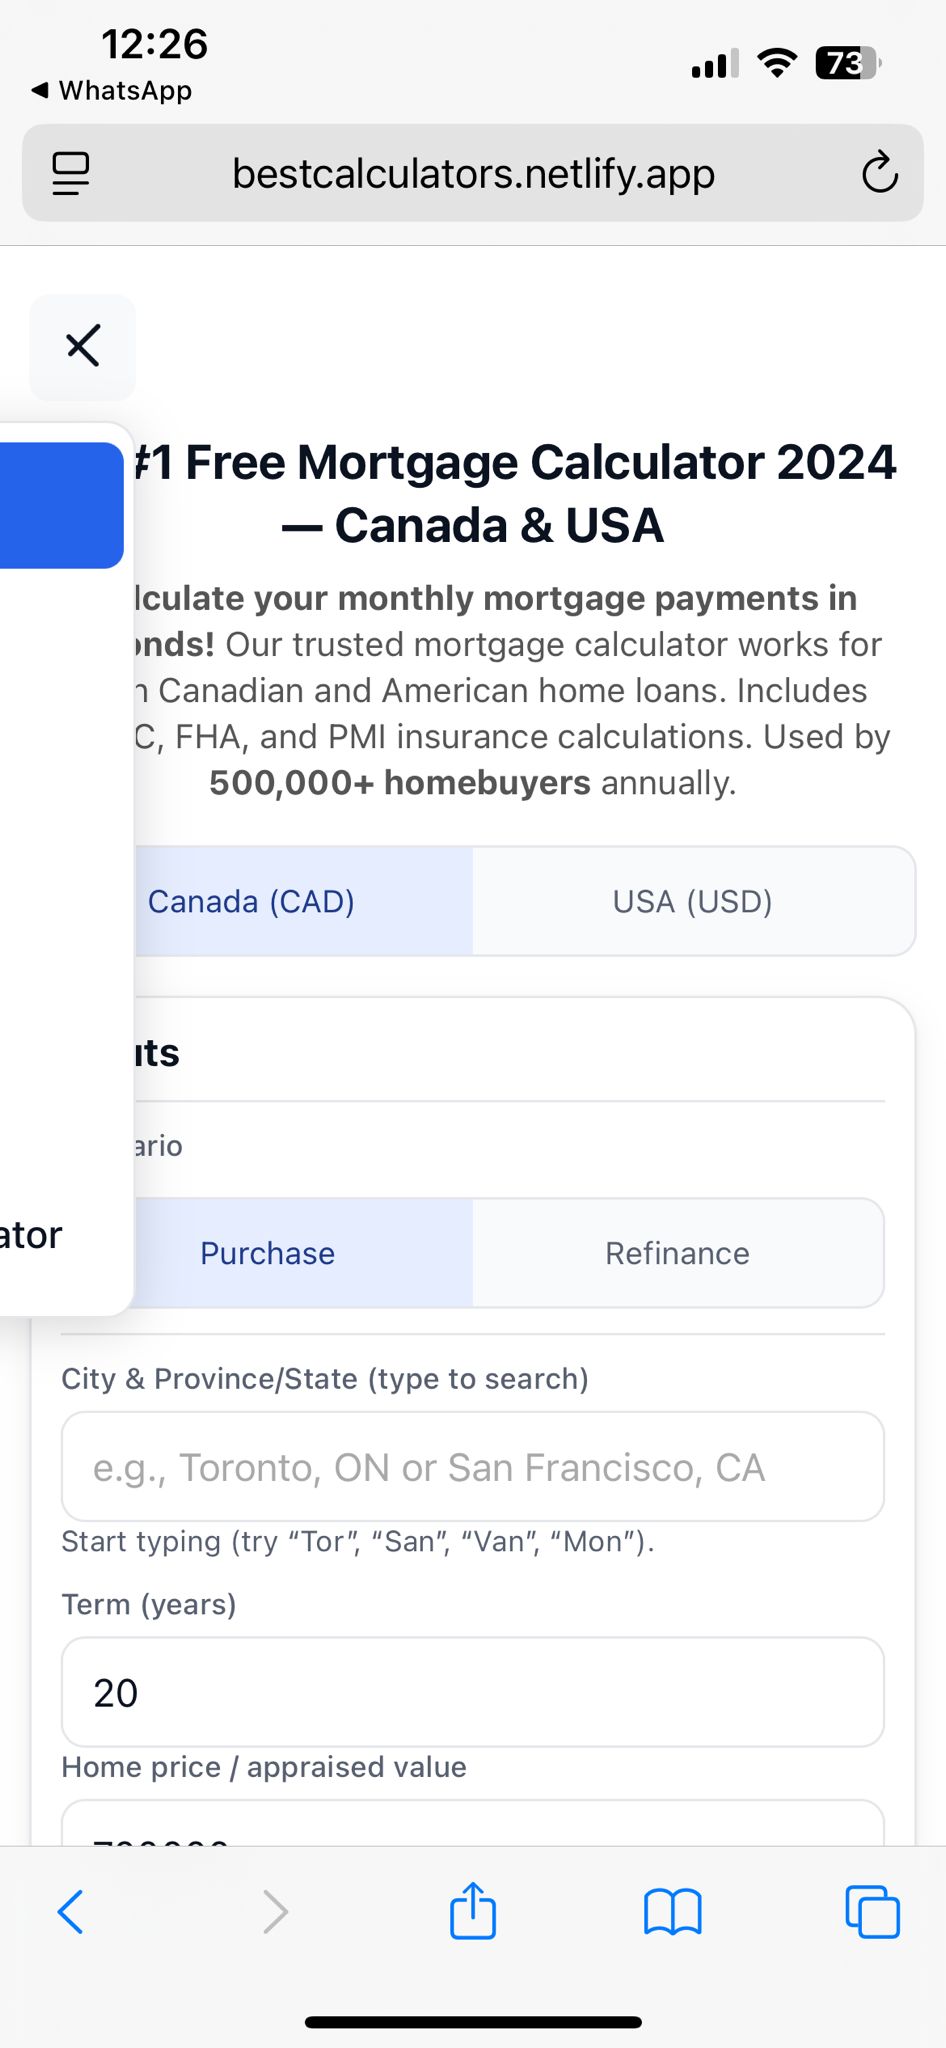 12:26
73
WhatsApp
bestcalculators.netlify.app
#1 Free Mortgage Calculator 2024
— Canada & USA
lculate your monthly mortgage payments in
onds! Our trusted mortgage calculator works for
n Canadian and American home loans. Includes
C, FHA, and PMI insurance calculations. Used by
500,000+ homebuyers annually.
Canada (CAD)
USA (USD)
uts
ario
ator
Purchase
Refinance
City & Province/State (type to search)
e.g., Toronto, ON or San Francisco, CA
Start typing (try “Tor”, “San”, “Van”, “Mon”).
Term (years)
20
Home price / appraised value